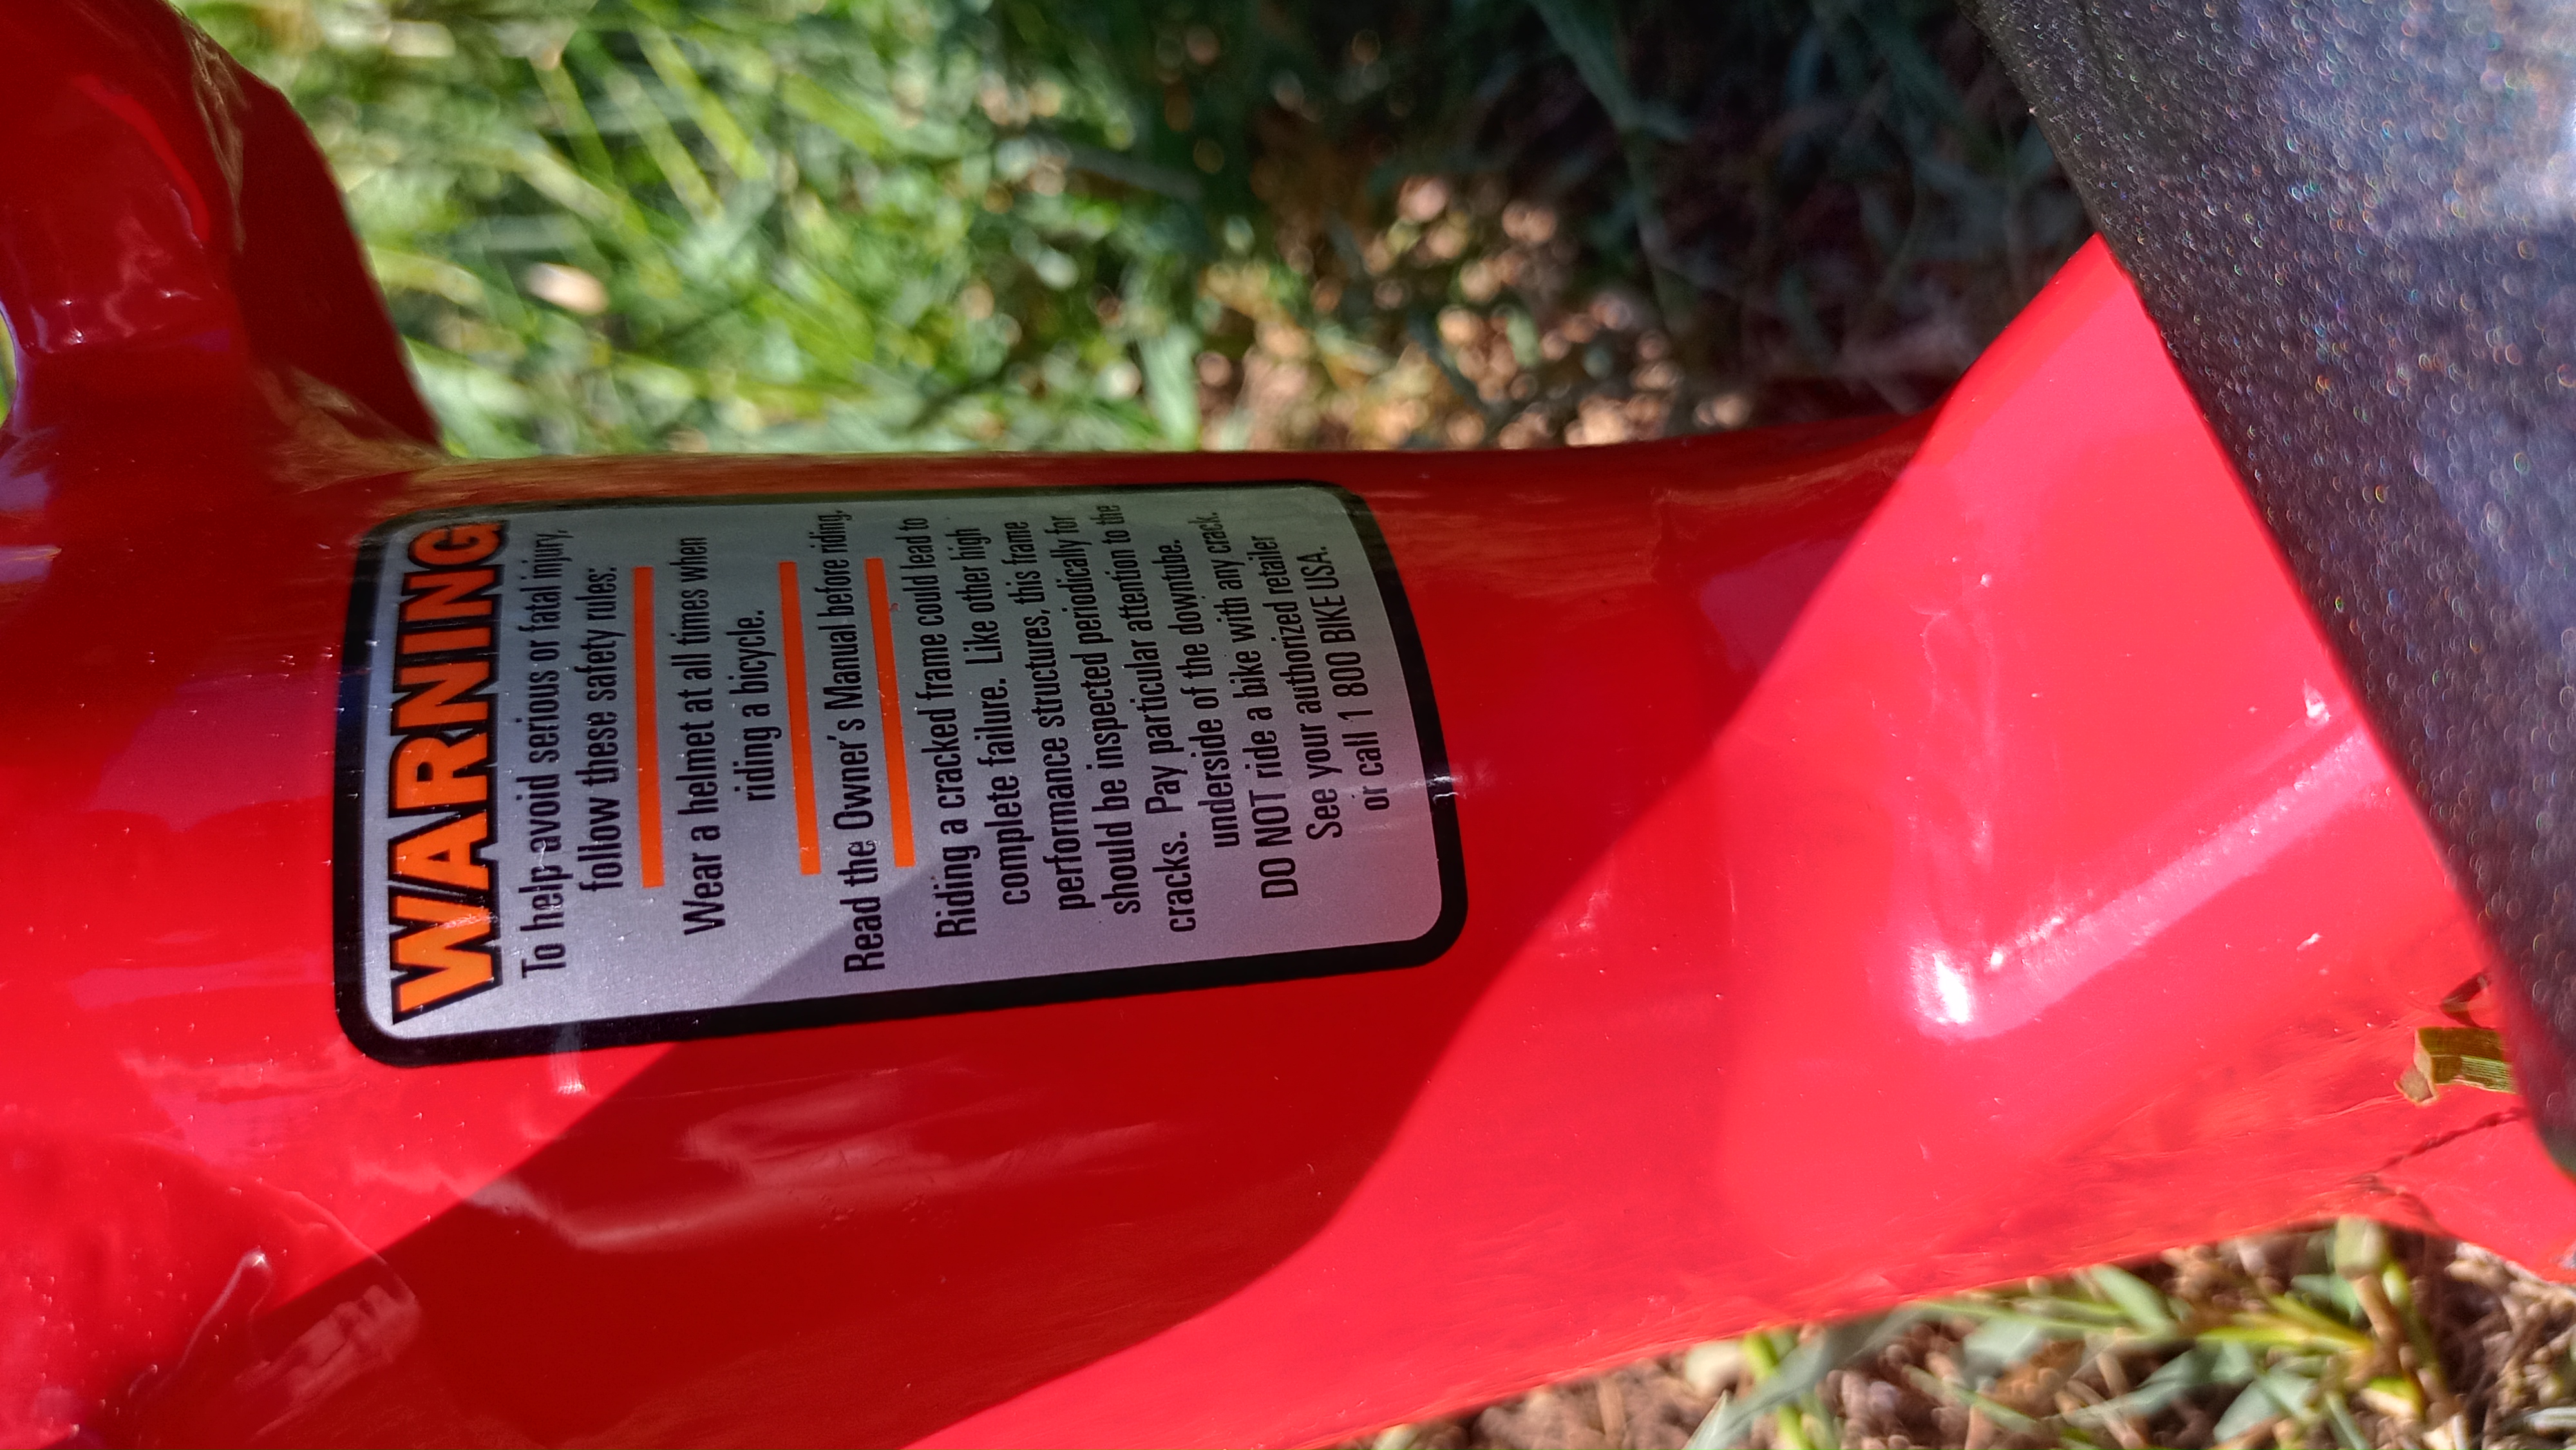 WARNING
To help avoid serious or fatal injury,
follow these safety rules:
Wear a helmet at all times when
riding a bicycle.
Read the Owner's Manual before riding.
Riding a cracked frame could lead to
complete failure. Like other high
performance structures, this frame
should be inspected periodically for
cracks. Pay particular attention to the
underside of the downtube.
DO NOT ride a bike with any crack.
See your authorized retailer
or call 1 800 BIKE USA.